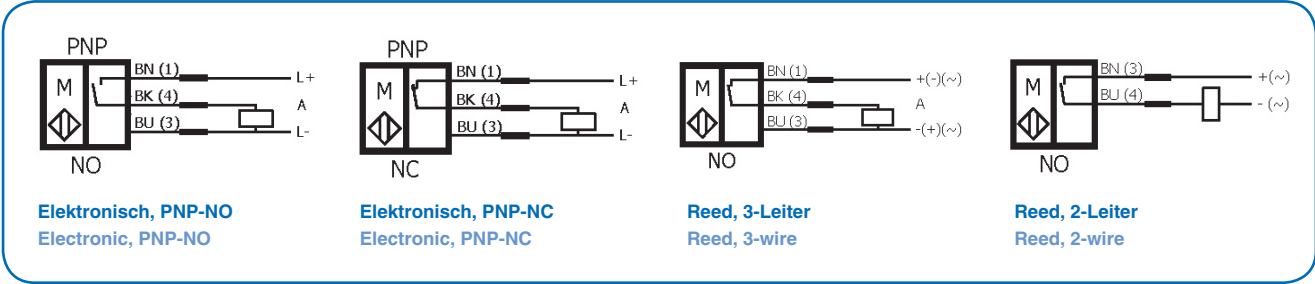 PNP
M
BN (1)
L+
BK (4)
A
BU (3)
L-
NO
Elektronisch, PNP-NO
Electronic, PNP-NO
PNP
M
BN (1)
L+
BK (4)
A
BU (3)
L-
NC
Elektronisch, PNP-NC
Electronic, PNP-NC
M
BN (1)
+(-)(~)
BK (4)
A
BU (3)
-(+)(~)
NO
Reed, 3-Leiter
Reed, 3-wire
M
BN (3)
+(~)
BU (4)
- (~)
NO
Reed, 2-Leiter
Reed, 2-wire